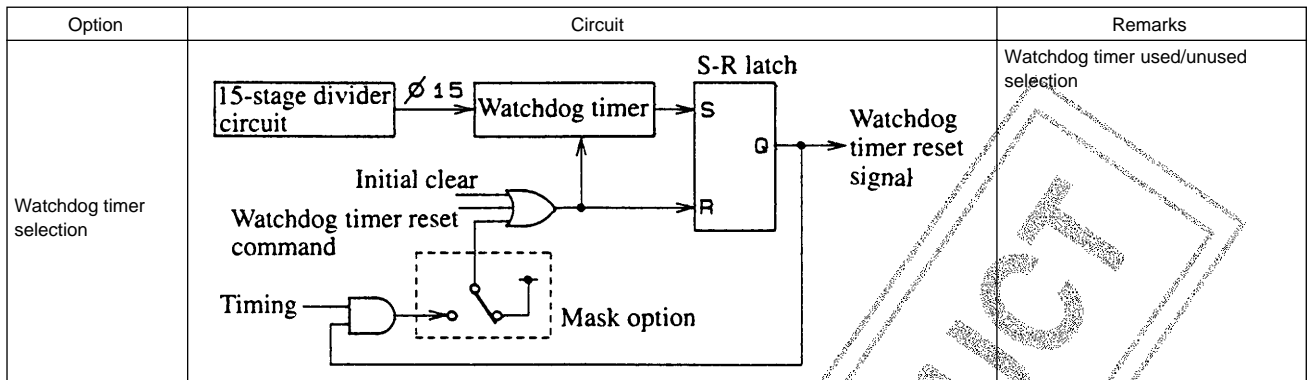 Option
Circuit
Remarks
Watchdog timer
selection
15-stage divider
circuit
ø 15
Watchdog timer
S-R latch
S
Q
R
Watchdog
timer reset
signal
Initial clear
Watchdog timer reset
command
Timing
Mask option
Watchdog timer used/unused
selection